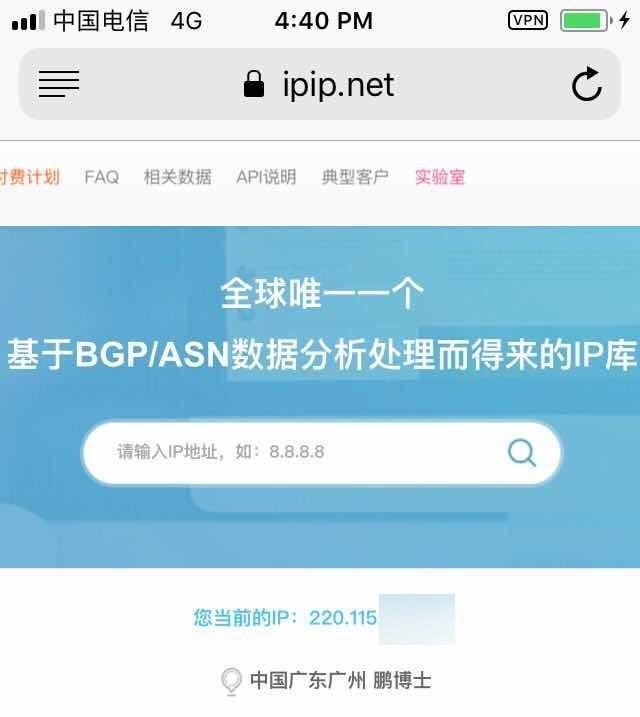 中国电信 4G 4:40 PM VPN
ipip.net
付费计划 FAQ 相关数据 API说明 典型客户 实验室
全球唯一一个
基于BGP/ASN数据分析处理而得来的IP库
请输入IP地址，如：8.8.8.8
您当前的IP：220.115
中国广东广州 鹏博士